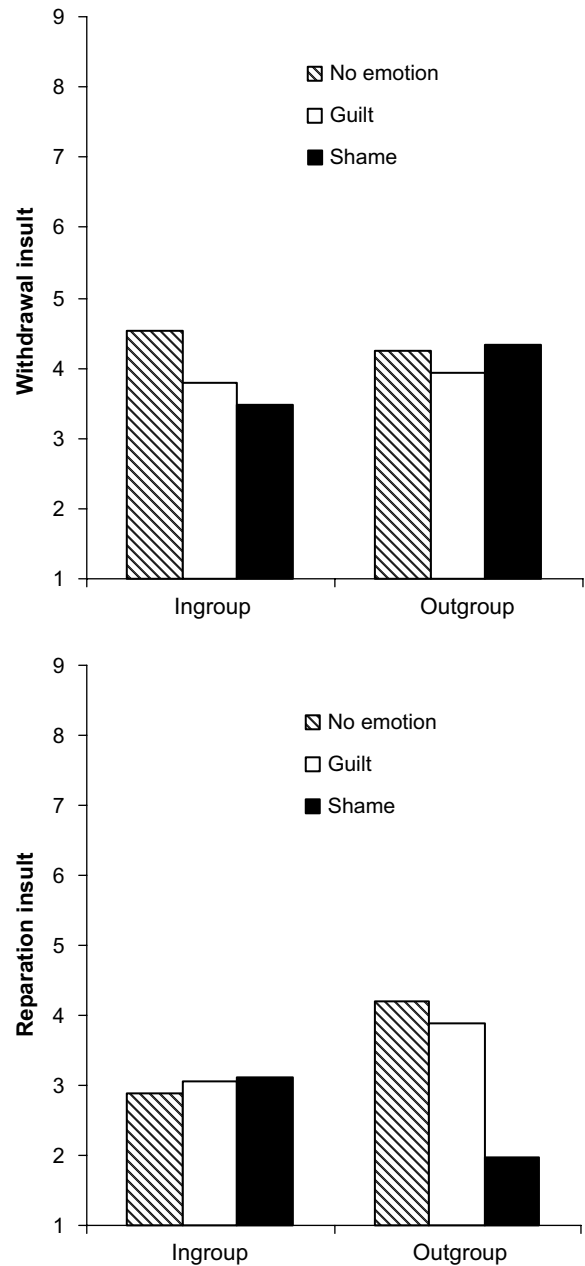 9
8
7
6
5
4
3
2
1
Withdrawal insult
No emotion
Guilt
Shame
Ingroup
Outgroup
9
8
7
6
5
4
3
2
1
Reparation insult
No emotion
Guilt
Shame
Ingroup
Outgroup